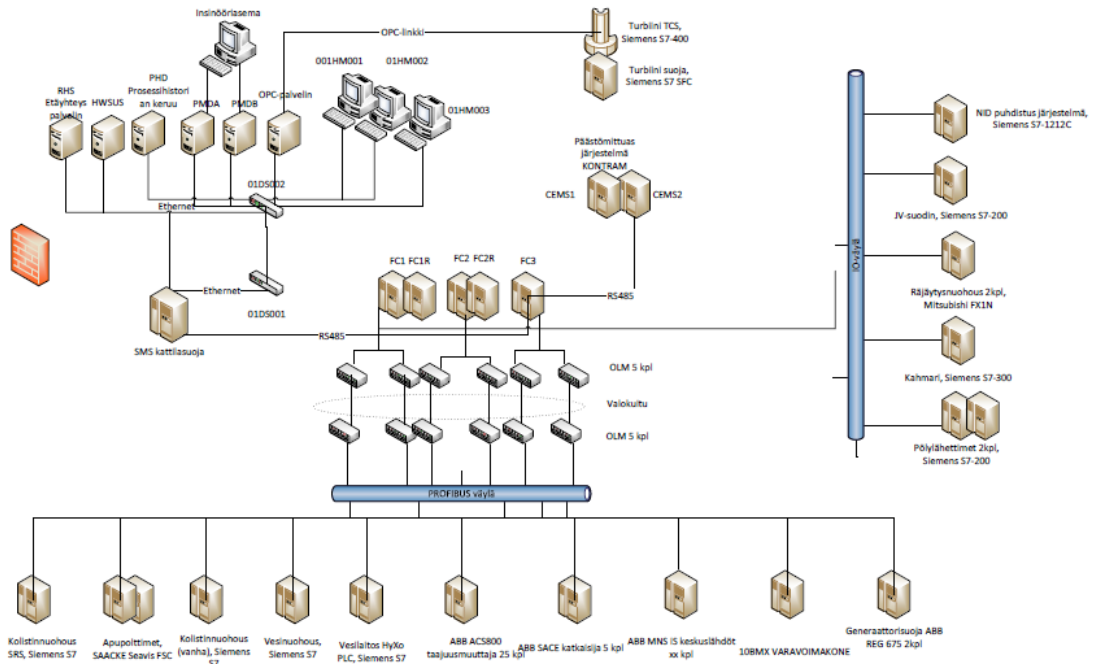 Insinööriasema
OPC-linkki
Turbiini TCS,
Siemens S7-400
Turbiini suoja,
Siemens S7 SFC
001HM001
01HM002
01HM003
RHS
Etäyhteys
palvelin
HWSUS
PHD
Prosessihistori
an keruu
PMDA
PMDB
OPC-palvelin
Päästömittuas
järjestelmä
KONTRAM
CEMS1
CEMS2
NID puhdistus järjestelmä,
Siemens S7-1212C
JV-suodin, Siemens S7-200
IO-väylä
Räjäytysnuohous 2kpl,
Mitsubishi FX1N
Kahmari, Siemens S7-300
Pölylähettimet 2kpl,
Siemens S7-200
01DS002
Ethernet
Ethernet
01DS001
FC1
FC1R
FC2
FC2R
FC3
RS485
RS485
SMS kattilasuoja
OLM 5 kpl
Valokuitu
OLM 5 kpl
PROFIBUS väylä
Kolistinnuohous
SRS, Siemens S7
Apupolttimet,
SAACKE Seavis FSC
Kolistinnuohous
(vanha), Siemens
S7
Vesinuohous,
Siemens S7
Vesilaitos HyXo
PLC, Siemens S7
ABB ACS800
taajuusmuuttaja 25 kpl
ABB SACE katkaisija 5 kpl
ABB MNS iS keskuslähdöt
xx kpl
10BMX VARAVOIMAKONE
Generaattorisuoja ABB
REG 675 2kpl